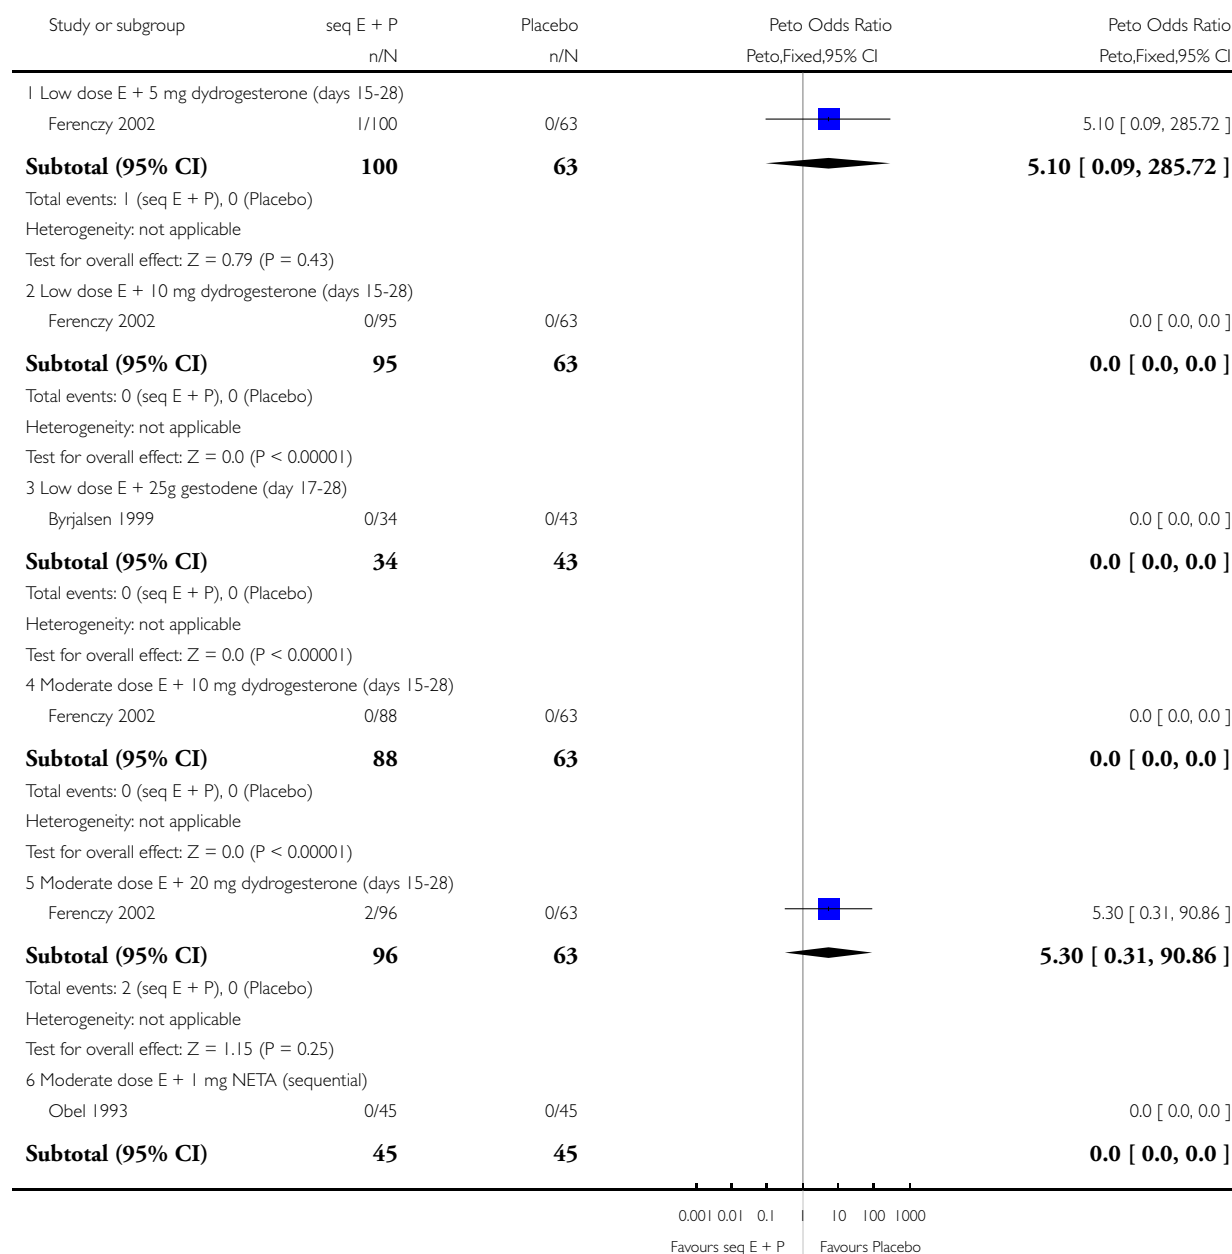 Study or subgroup seq E + P Placebo Peto Odds Ratio Peto Odds Ratio
n/N n/N Peto,Fixed,95% CI Peto,Fixed,95% CI
1 Low dose E + 5 mg dydrogesterone (days 15-28)
Ferenczy 2002 1/100 0/63 5.10 [ 0.09, 285.72 ]
Subtotal (95% CI) 100 63 5.10 [ 0.09, 285.72 ]
Total events: 1 (seq E + P), 0 (Placebo)
Heterogeneity: not applicable
Test for overall effect: Z = 0.79 (P = 0.43)
2 Low dose E + 10 mg dydrogesterone (days 15-28)
Ferenczy 2002 0/95 0/63 0.0 [ 0.0, 0.0 ]
Subtotal (95% CI) 95 63 0.0 [ 0.0, 0.0 ]
Total events: 0 (seq E + P), 0 (Placebo)
Heterogeneity: not applicable
Test for overall effect: Z = 0.0 (P < 0.00001)
3 Low dose E + 25g gestodene (day 17-28)
Byrjalsen 1999 0/34 0/43 0.0 [ 0.0, 0.0 ]
Subtotal (95% CI) 34 43 0.0 [ 0.0, 0.0 ]
Total events: 0 (seq E + P), 0 (Placebo)
Heterogeneity: not applicable
Test for overall effect: Z = 0.0 (P < 0.00001)
4 Moderate dose E + 10 mg dydrogesterone (days 15-28)
Ferenczy 2002 0/88 0/63 0.0 [ 0.0, 0.0 ]
Subtotal (95% CI) 88 63 0.0 [ 0.0, 0.0 ]
Total events: 0 (seq E + P), 0 (Placebo)
Heterogeneity: not applicable
Test for overall effect: Z = 0.0 (P < 0.00001)
5 Moderate dose E + 20 mg dydrogesterone (days 15-28)
Ferenczy 2002 2/96 0/63 5.30 [ 0.31, 90.86 ]
Subtotal (95% CI) 96 63 5.30 [ 0.31, 90.86 ]
Total events: 2 (seq E + P), 0 (Placebo)
Heterogeneity: not applicable
Test for overall effect: Z = 1.15 (P = 0.25)
6 Moderate dose E + 1 mg NETA (sequential)
Obel 1993 0/45 0/45 0.0 [ 0.0, 0.0 ]
Subtotal (95% CI) 45 45 0.0 [ 0.0, 0.0 ]
0.001 0.01 0.1 1 10 100 1000
Favours seq E + P Favours Placebo